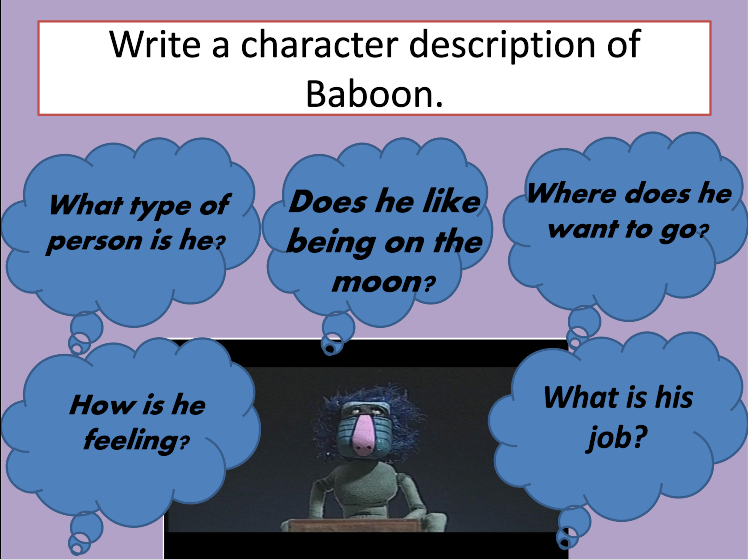 Write a character description of
Baboon.
What type of
person is he?
Does he like
being on the
moon?
Where does he
want to go?
How is he
feeling?
What is his
job?